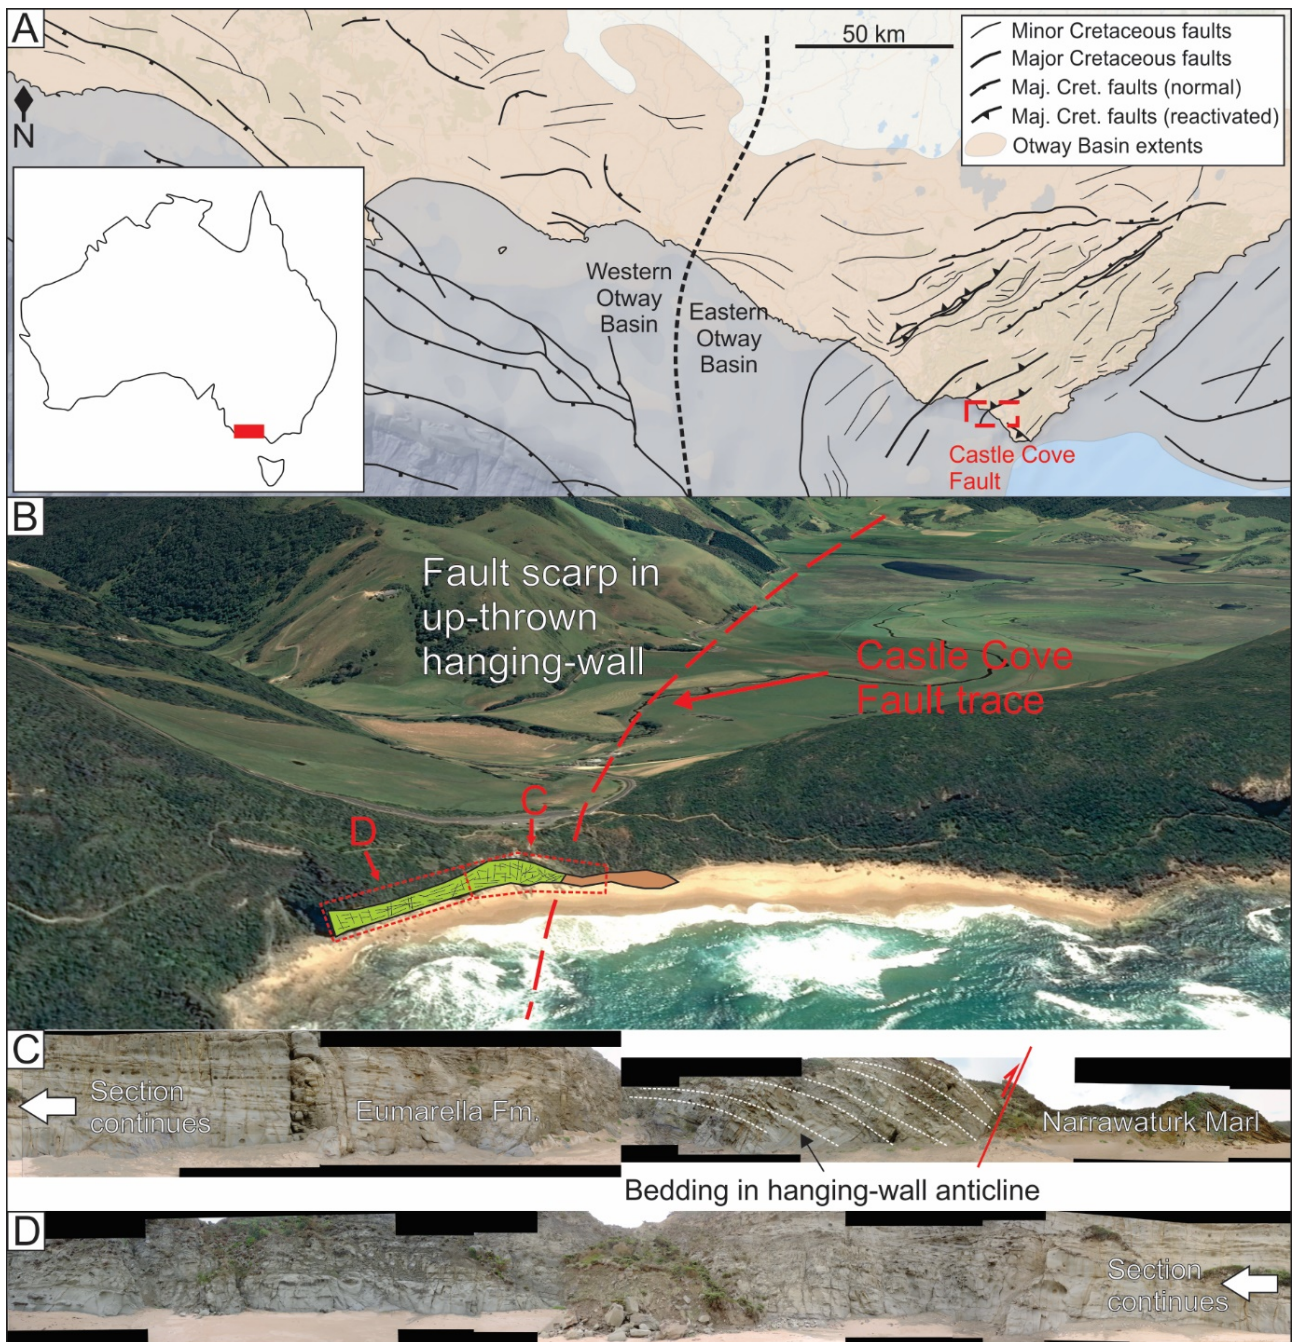 A
50 km
Minor Cretaceous faults
Major Cretaceous faults
Maj. Cret. faults (normal)
Maj. Cret. faults (reactivated)
Otway Basin extents
N
Western
Otway
Basin
Eastern
Otway
Basin
Castle Cove
Fault
B
Fault scarp in
up-thrown
hanging-wall
Castle Cove
Fault trace
C
D
C
Section
continues
Eumarella Fm.
Narrawaturk Marl
Bedding in hanging-wall anticline
D
Section
continues